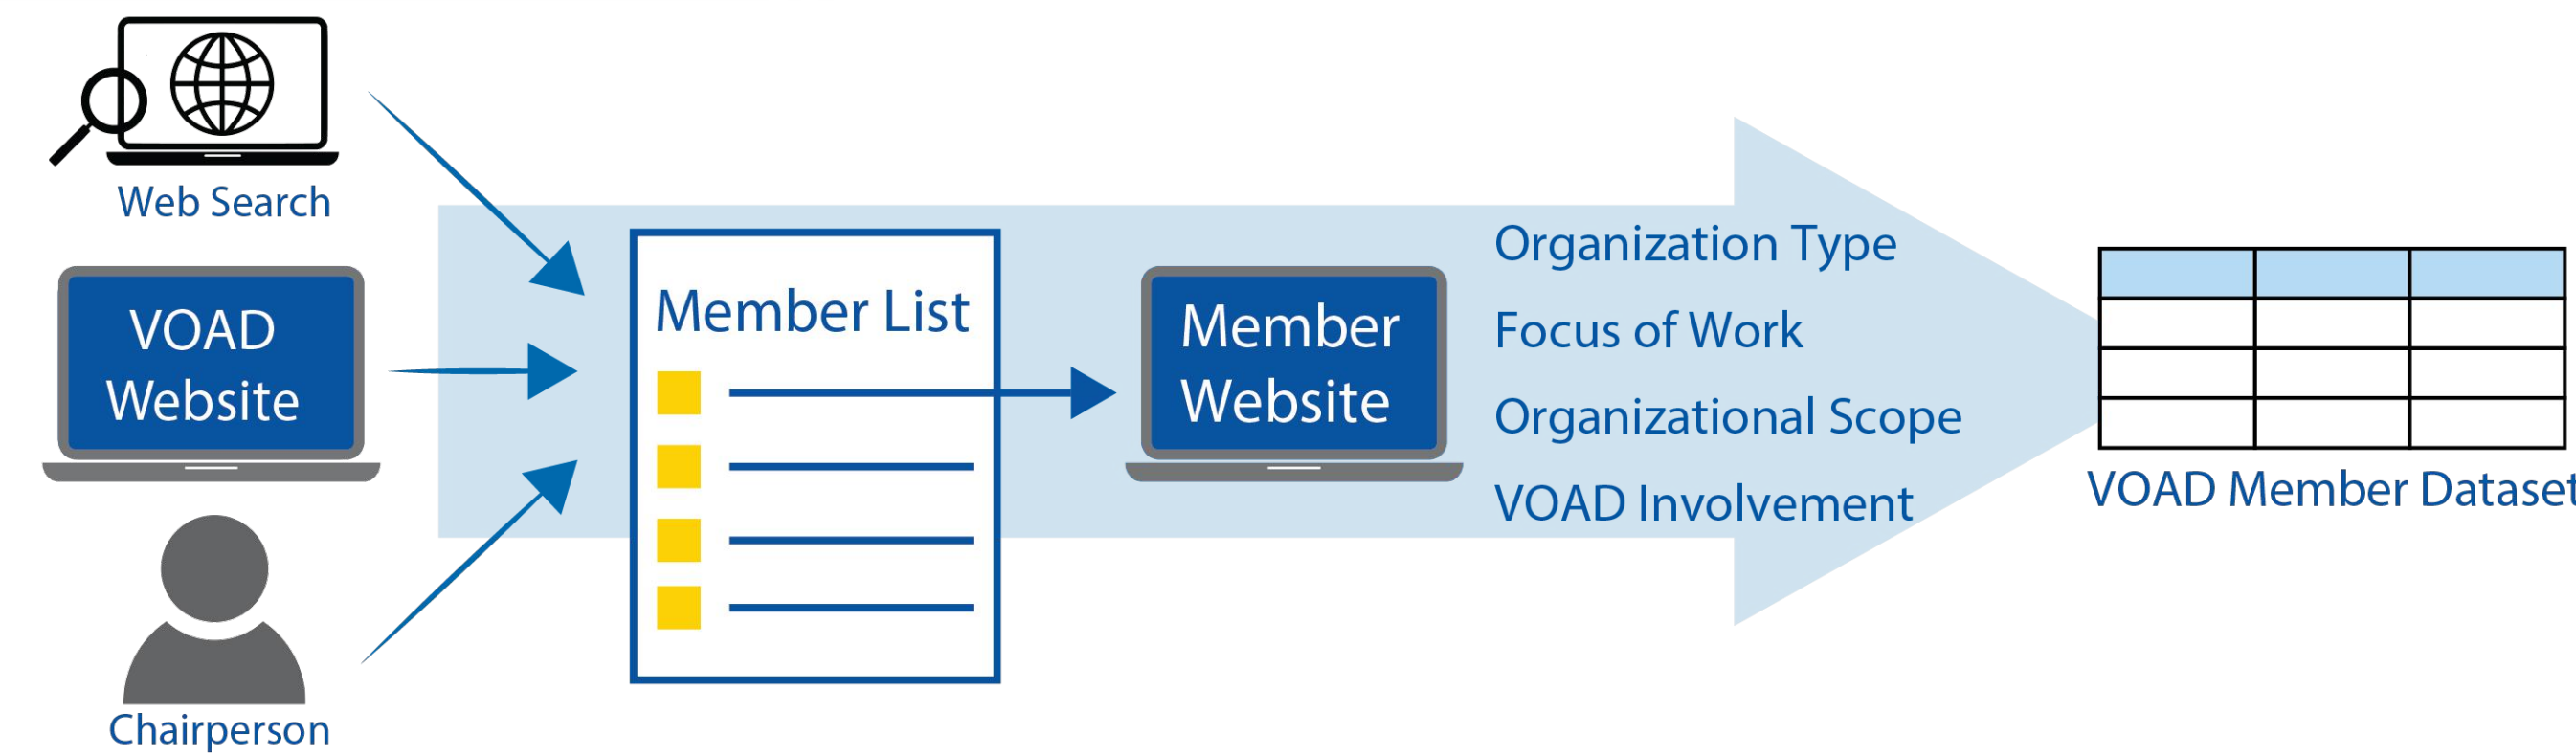 Web Search
VOAD
Website
Chairperson
Member List
Member
Website
Organization Type
Focus of Work
Organizational Scope
VOAD Involvement
VOAD Member Dataset